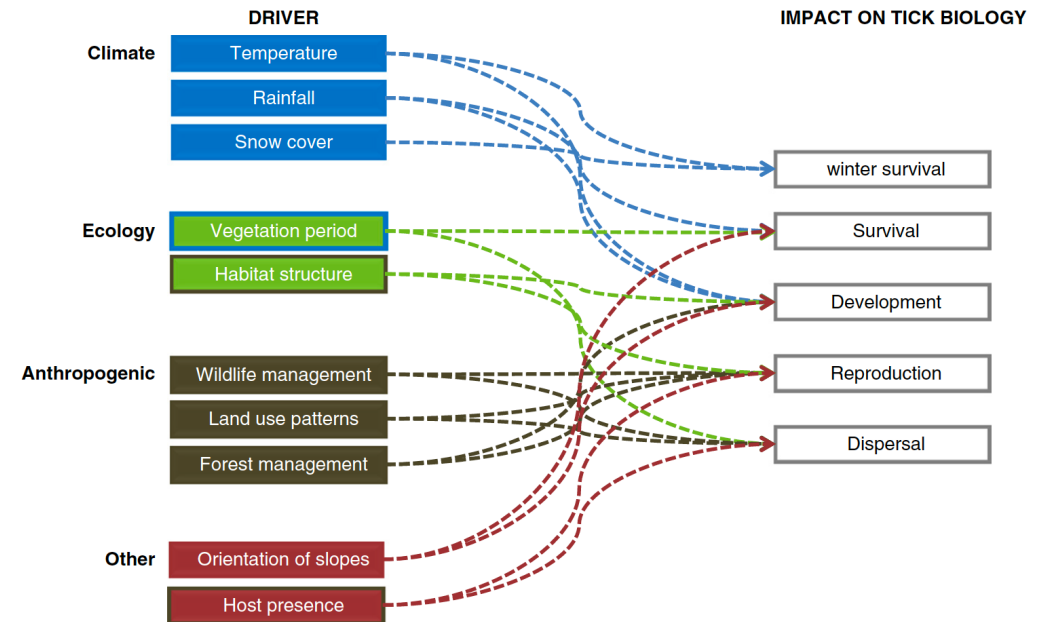 DRIVER
IMPACT ON TICK BIOLOGY
Climate
Temperature
Rainfall
Snow cover
winter survival
Ecology
Vegetation period
Survival
Habitat structure
Development
Anthropogenic
Wildlife management
Reproduction
Land use patterns
Dispersal
Forest management
Other
Orientation of slopes
Host presence